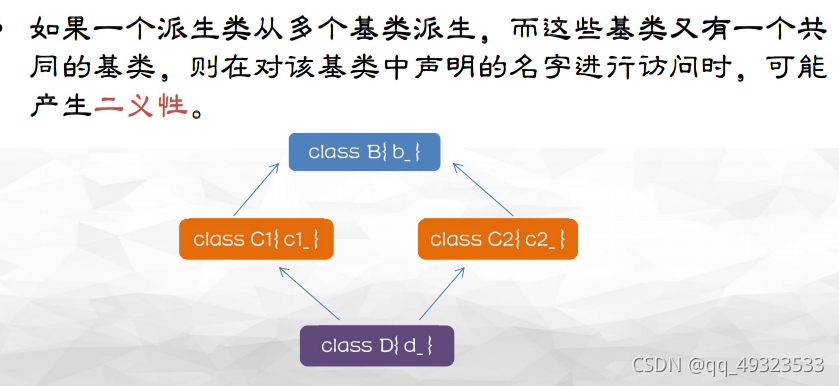 如果一个派生类从多个基类派生，而这些基类又有一个共
同的基类，则在对该基类中声明的名字进行访问时，可能
产生二义性。
class B{b_}
class C1{c1_}
class C2{c2_}
class D{d_}
CSDN @qq_49323533